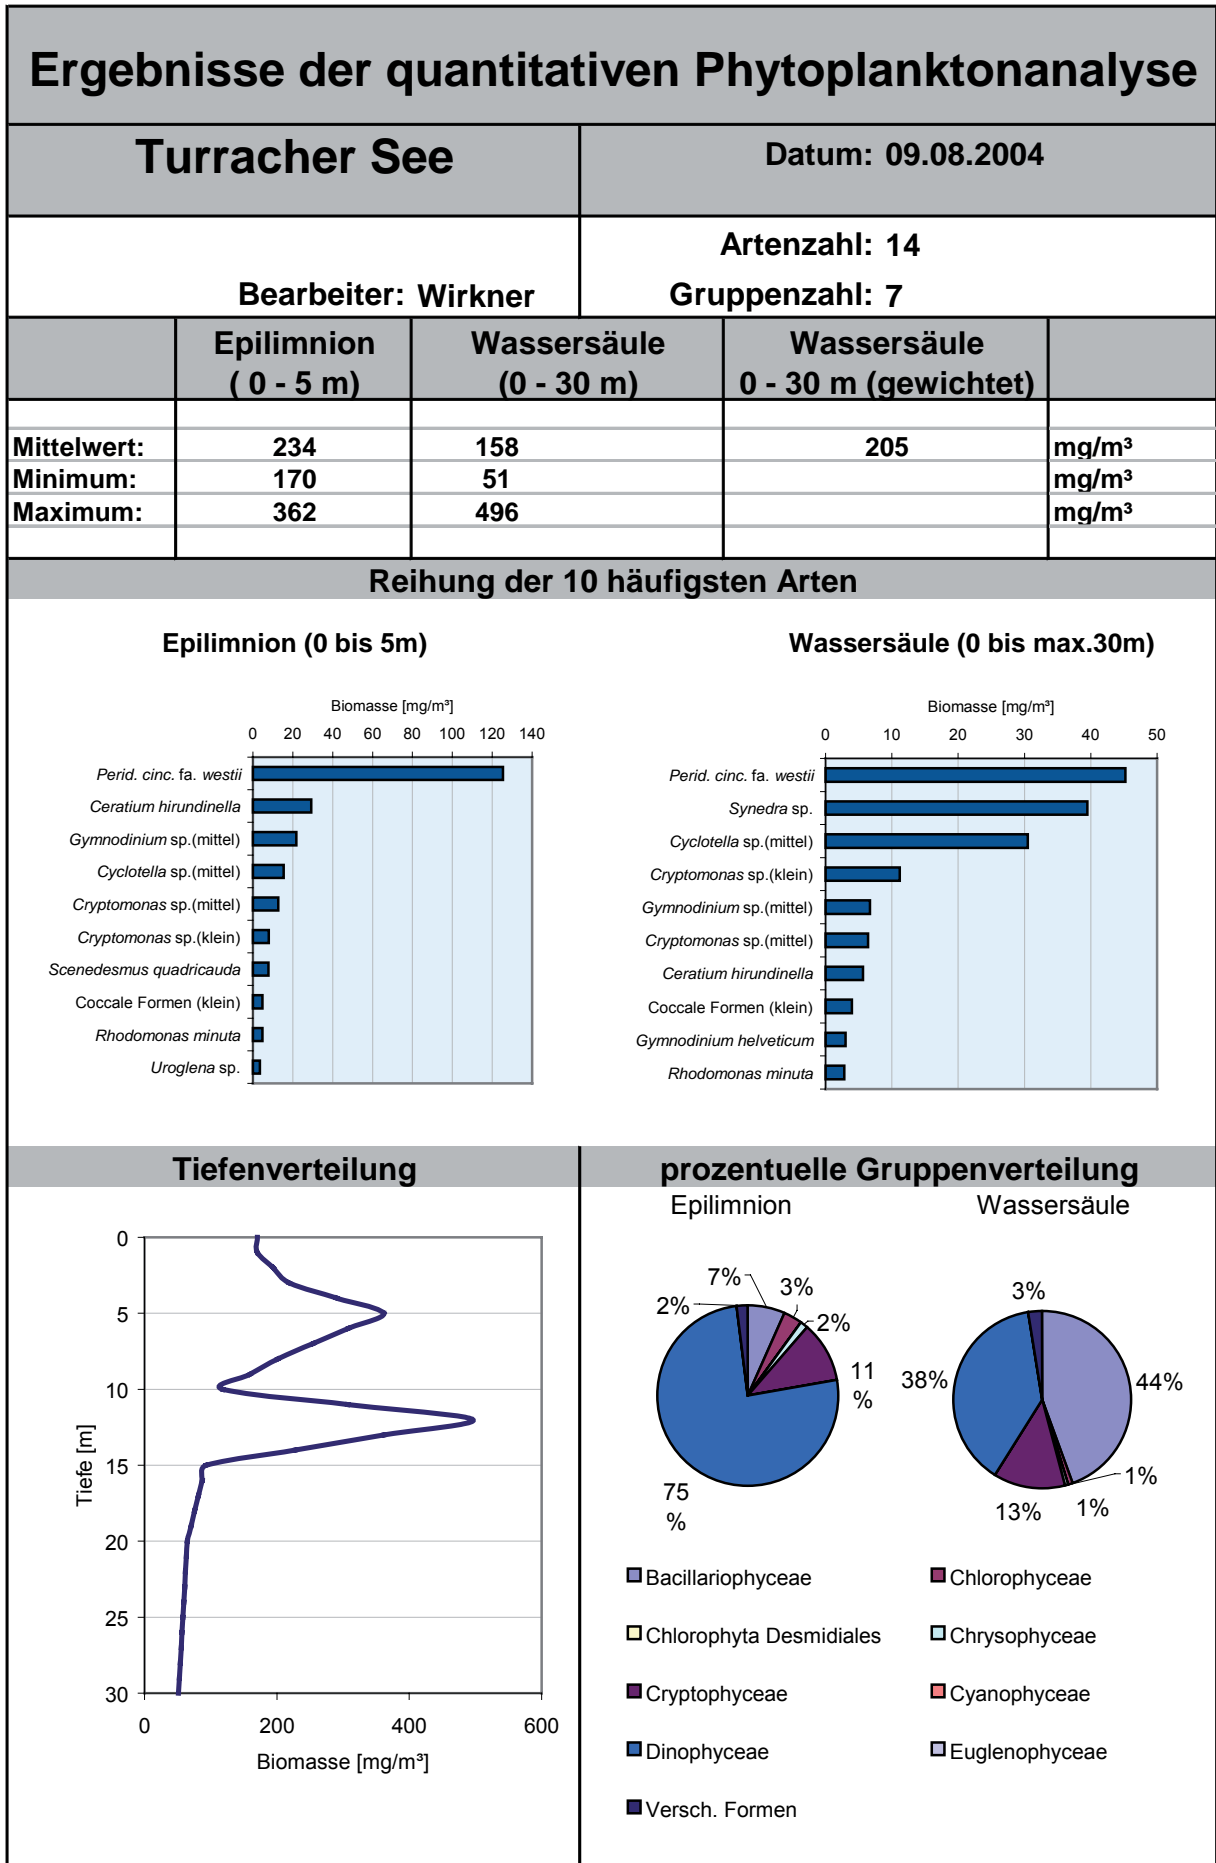 Ergebnisse der quantitativen Phytoplanktonanalyse
Turracher See
Datum: 09.08.2004
Artenzahl: 14
Bearbeiter: Wirkner
Gruppenzahl: 7
Epilimnion ( 0 - 5 m)
Wassersäule (0 - 30 m)
Wassersäule 0 - 30 m (gewichtet)
Mittelwert: 234 158 205 mg/m³
Minimum: 170 51 mg/m³
Maximum: 362 496 mg/m³
Reihung der 10 häufigsten Arten
Epilimnion (0 bis 5m)
Biomasse [mg/m³]
0 20 40 60 80 100 120 140
Perid. cinc. fa. westii
Ceratium hirundinella
Gymnodinium sp.(mittel)
Cyclotella sp.(mittel)
Cryptomonas sp.(mittel)
Cryptomonas sp.(klein)
Scenedesmus quadricauda
Coccale Formen (klein)
Rhodomonas minuta
Uroglena sp.
Wassersäule (0 bis max.30m)
Biomasse [mg/m³]
0 10 20 30 40 50
Perid. cinc. fa. westii
Synedra sp.
Cyclotella sp.(mittel)
Cryptomonas sp.(klein)
Gymnodinium sp.(mittel)
Cryptomonas sp.(mittel)
Ceratium hirundinella
Coccale Formen (klein)
Gymnodinium helveticum
Rhodomonas minuta
Tiefenverteilung
0
5
10
15
20
25
30
Tiefe [m]
0 200 400 600
Biomasse [mg/m³]
prozentuelle Gruppenverteilung
Epilimnion
7%
3%
2%
2%
11
%
75
%
Wassersäule
3%
38%
44%
1%
13%
1%
Bacillariophyceae
Chlorophyceae
Chlorophyta Desmidiales
Chrysophyceae
Cryptophyceae
Cyanophyceae
Dinophyceae
Euglenophyceae
Versch. Formen